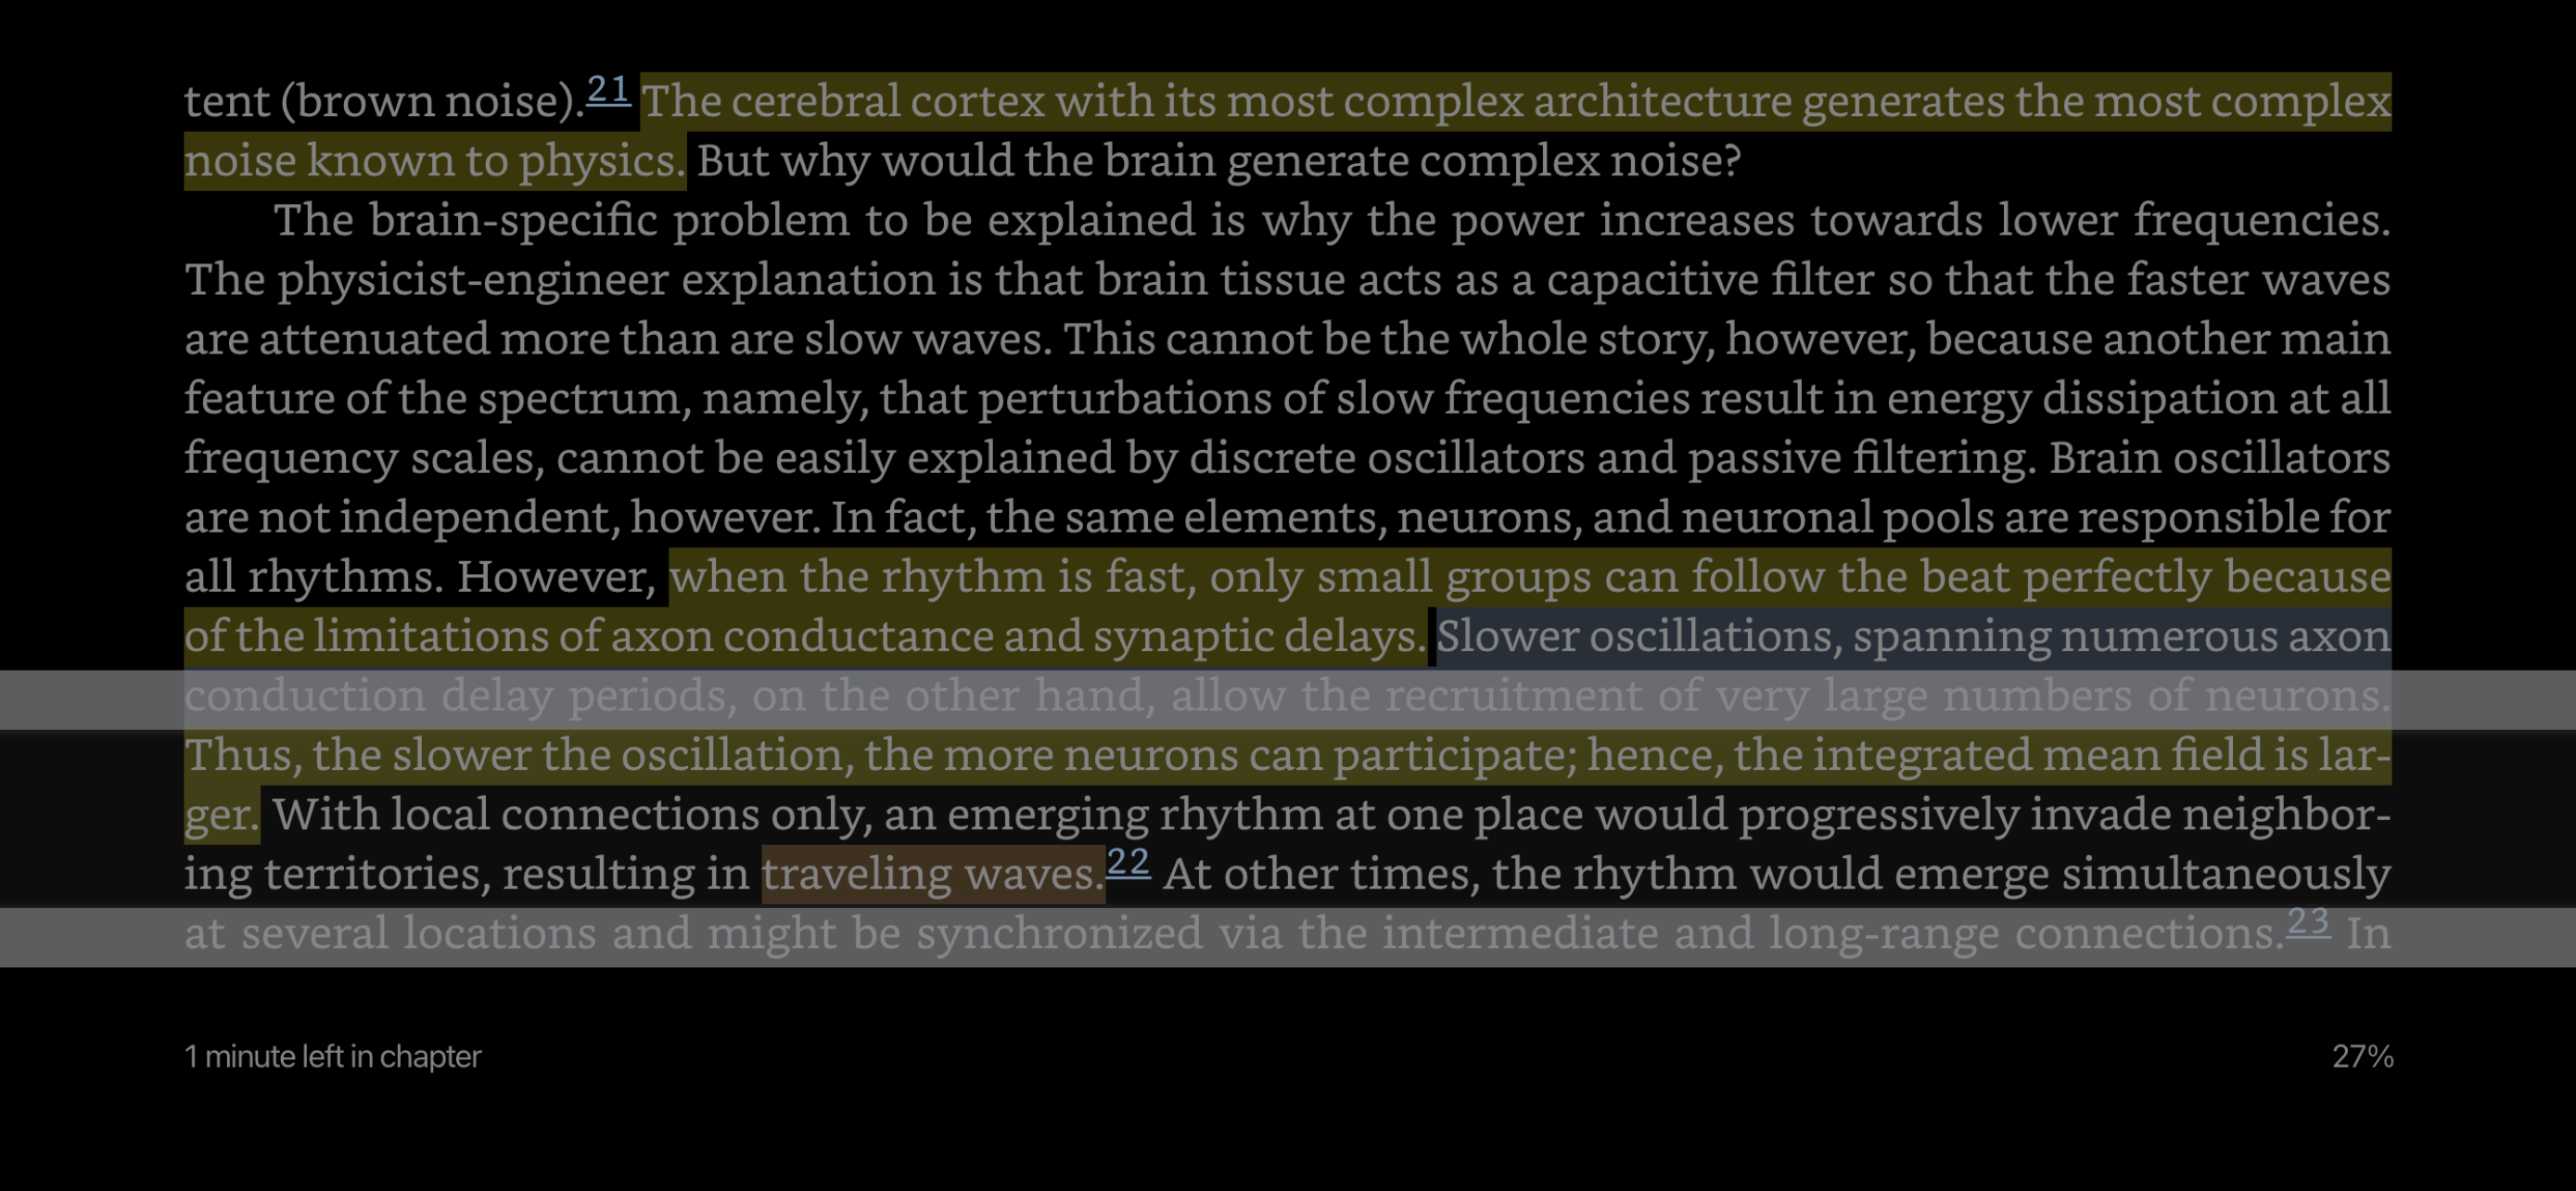 tent (brown noise).21 The cerebral cortex with its most complex architecture generates the most complex
noise known to physics. But why would the brain generate complex noise?
The brain-specific problem to be explained is why the power increases towards lower frequencies.
The physicist-engineer explanation is that brain tissue acts as a capacitive filter so that the faster waves
are attenuated more than are slow waves. This cannot be the whole story, however, because another main
feature of the spectrum, namely, that perturbations of slow frequencies result in energy dissipation at all
frequency scales, cannot be easily explained by discrete oscillators and passive filtering. Brain oscillators
are not independent, however. In fact, the same elements, neurons, and neuronal pools are responsible for
all rhythms. However, when the rhythm is fast, only small groups can follow the beat perfectly because
of the limitations of axon conductance and synaptic delays. Slower oscillations, spanning numerous axon
conduction delay periods, on the other hand, allow the recruitment of very large numbers of neurons.
Thus, the slower the oscillation, the more neurons can participate; hence, the integrated mean field is lar-
ger. With local connections only, an emerging rhythm at one place would progressively invade neighbor-
ing territories, resulting in traveling waves.22 At other times, the rhythm would emerge simultaneously
at several locations and might be synchronized via the intermediate and long-range connections.23 In
1 minute left in chapter
27%